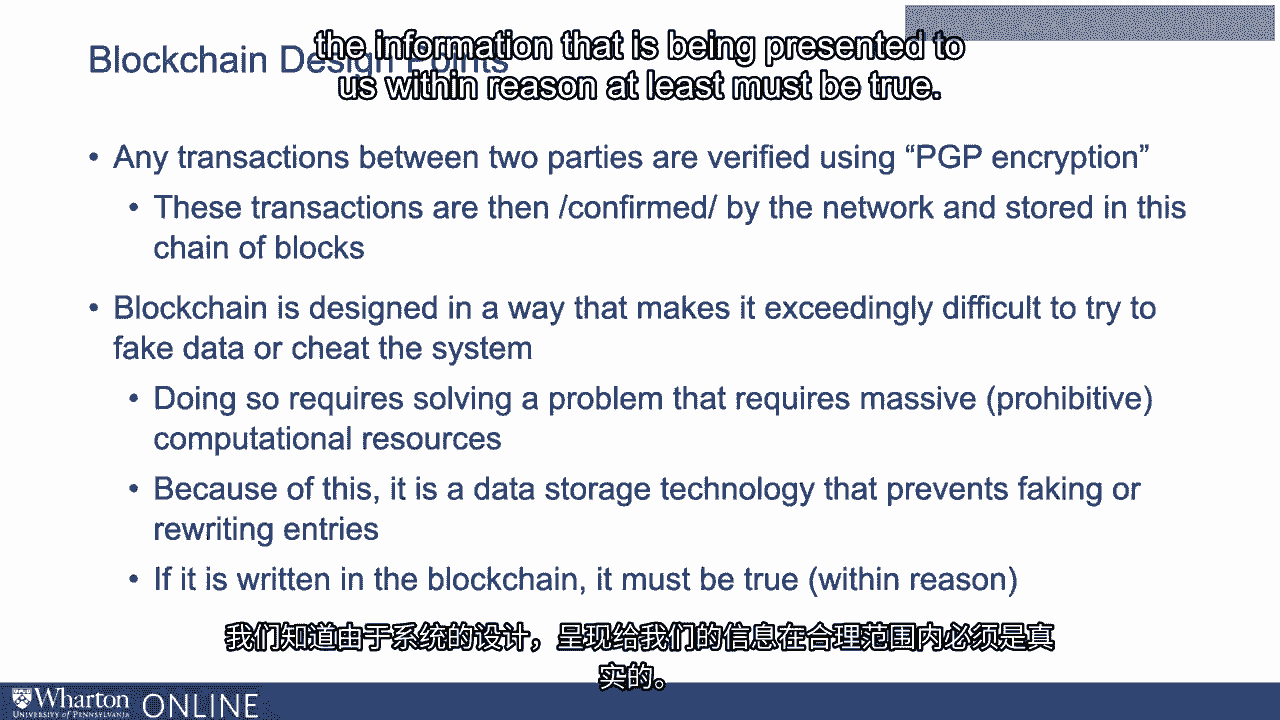 the information that is being presented to
us within reason at least must be true.
Blockchain Design Points
• Any transactions between two parties are verified using “PGP encryption”
• These transactions are then /confirmed/ by the network and stored in this
chain of blocks
• Blockchain is designed in a way that makes it exceedingly difficult to try to
fake data or cheat the system
• Doing so requires solving a problem that requires massive (prohibitive)
computational resources
• Because of this, it is a data storage technology that prevents faking or
rewriting entries
• If it is written in the blockchain, it must be true (within reason)
我们知道由于系统的设计，呈现给我们的信息在合理范围内必须是真
实的。
Wharton ONLINE
UNIVERSITY of PENNSYLVANIA